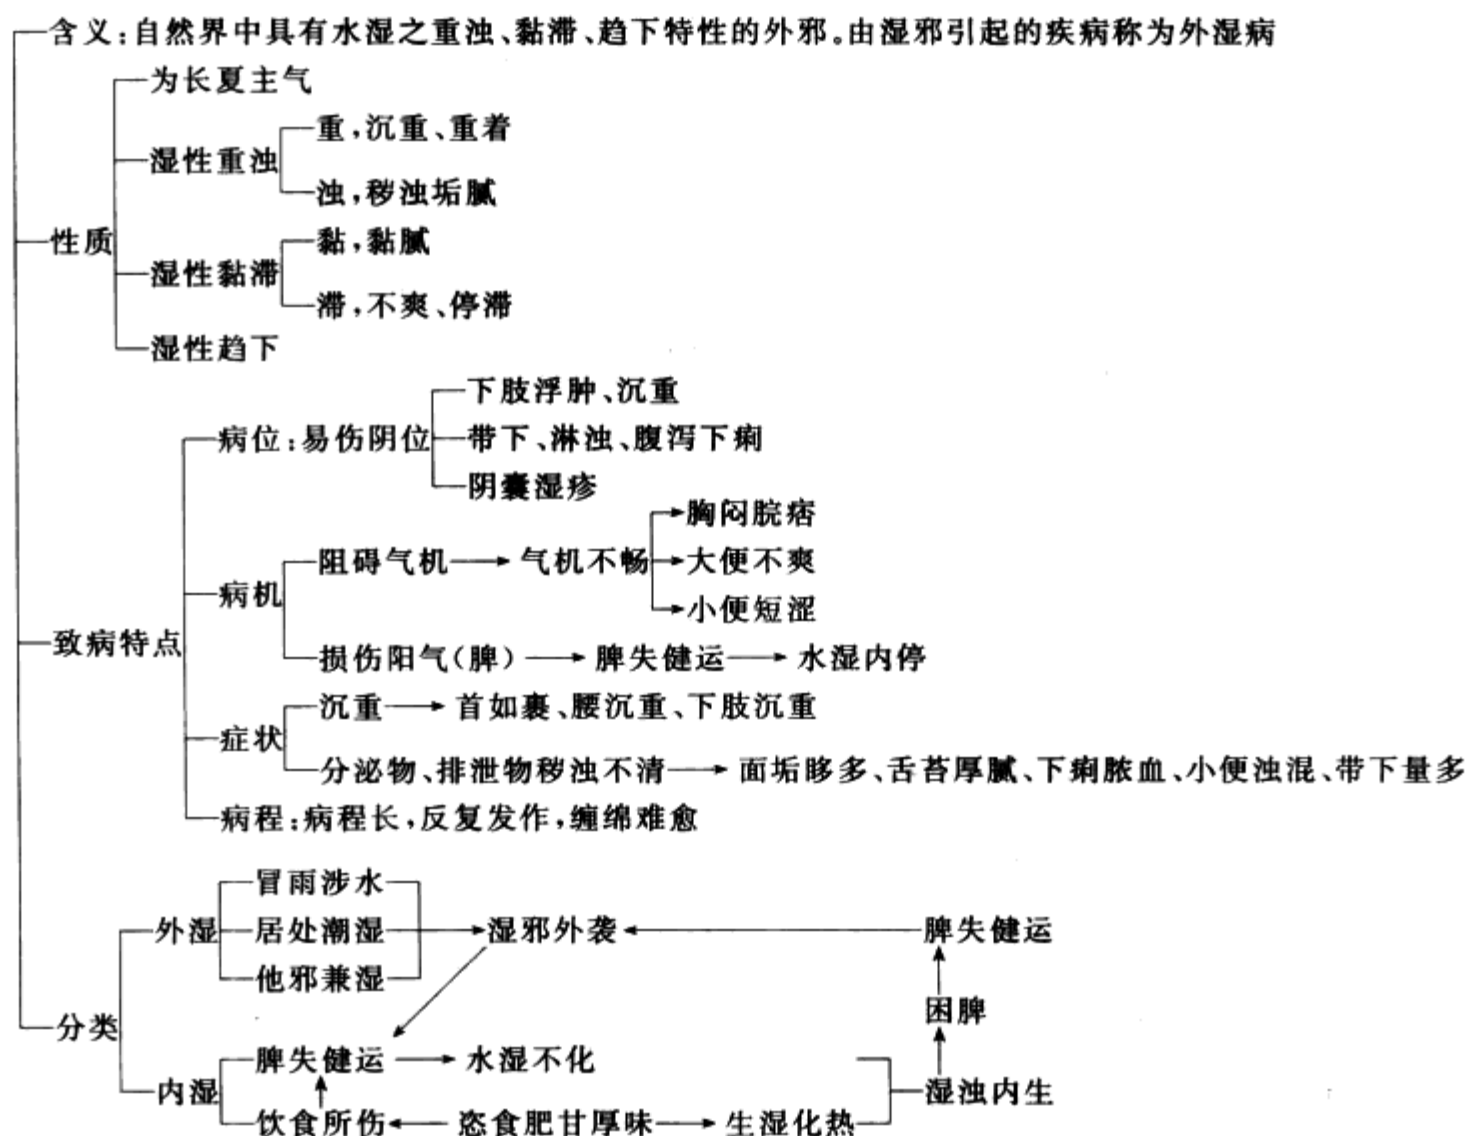 含义：自然界中具有水湿之重浊、黏滞、趋下特性的外邪。由湿邪引起的疾病称为外湿病
为长夏主气
重，沉重、重着
湿性重浊
浊，秽浊垢腻
性质
黏，黏腻
湿性黏滞
滞，不爽、停滞
湿性趋下
下肢浮肿、沉重
病位：易伤阴位
带下、淋浊、腹泻下痢
阴囊湿疹
胸闷脘痞
阻碍气机 气机不畅 大便不爽
病机
小便短涩
致病特点
损伤阳气（脾） 脾失健运 水湿内停
沉重 首如裹、腰沉重、下肢沉重
症状
分泌物、排泄物秽浊不清 面垢眵多、舌苔厚腻、下痢脓血、小便浊混、带下量多
病程：病程长，反复发作，缠绵难愈
冒雨涉水
外湿 居处潮湿 湿邪外袭 脾失健运
他邪兼湿
困脾
分类
脾失健运 水湿不化
内湿 湿浊内生
饮食所伤 恣食肥甘厚味 生湿化热